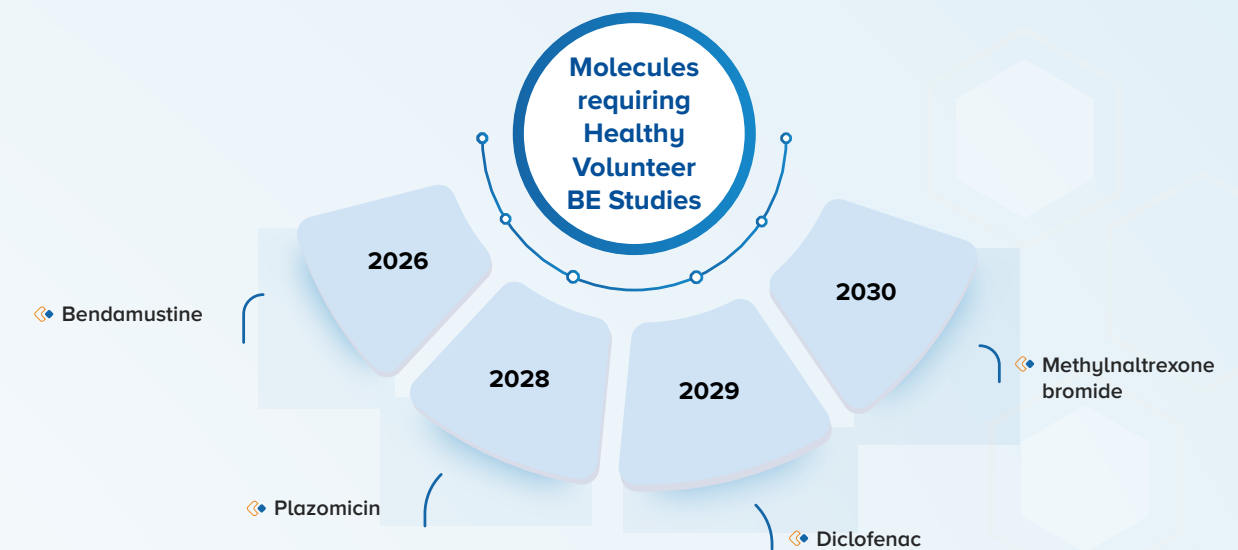 Molecules
requiring
Healthy
Volunteer
BE Studies
2026
Bendamustine
2028
Plazomicin
2029
Diclofenac
2030
Methylnaltrexone
bromide